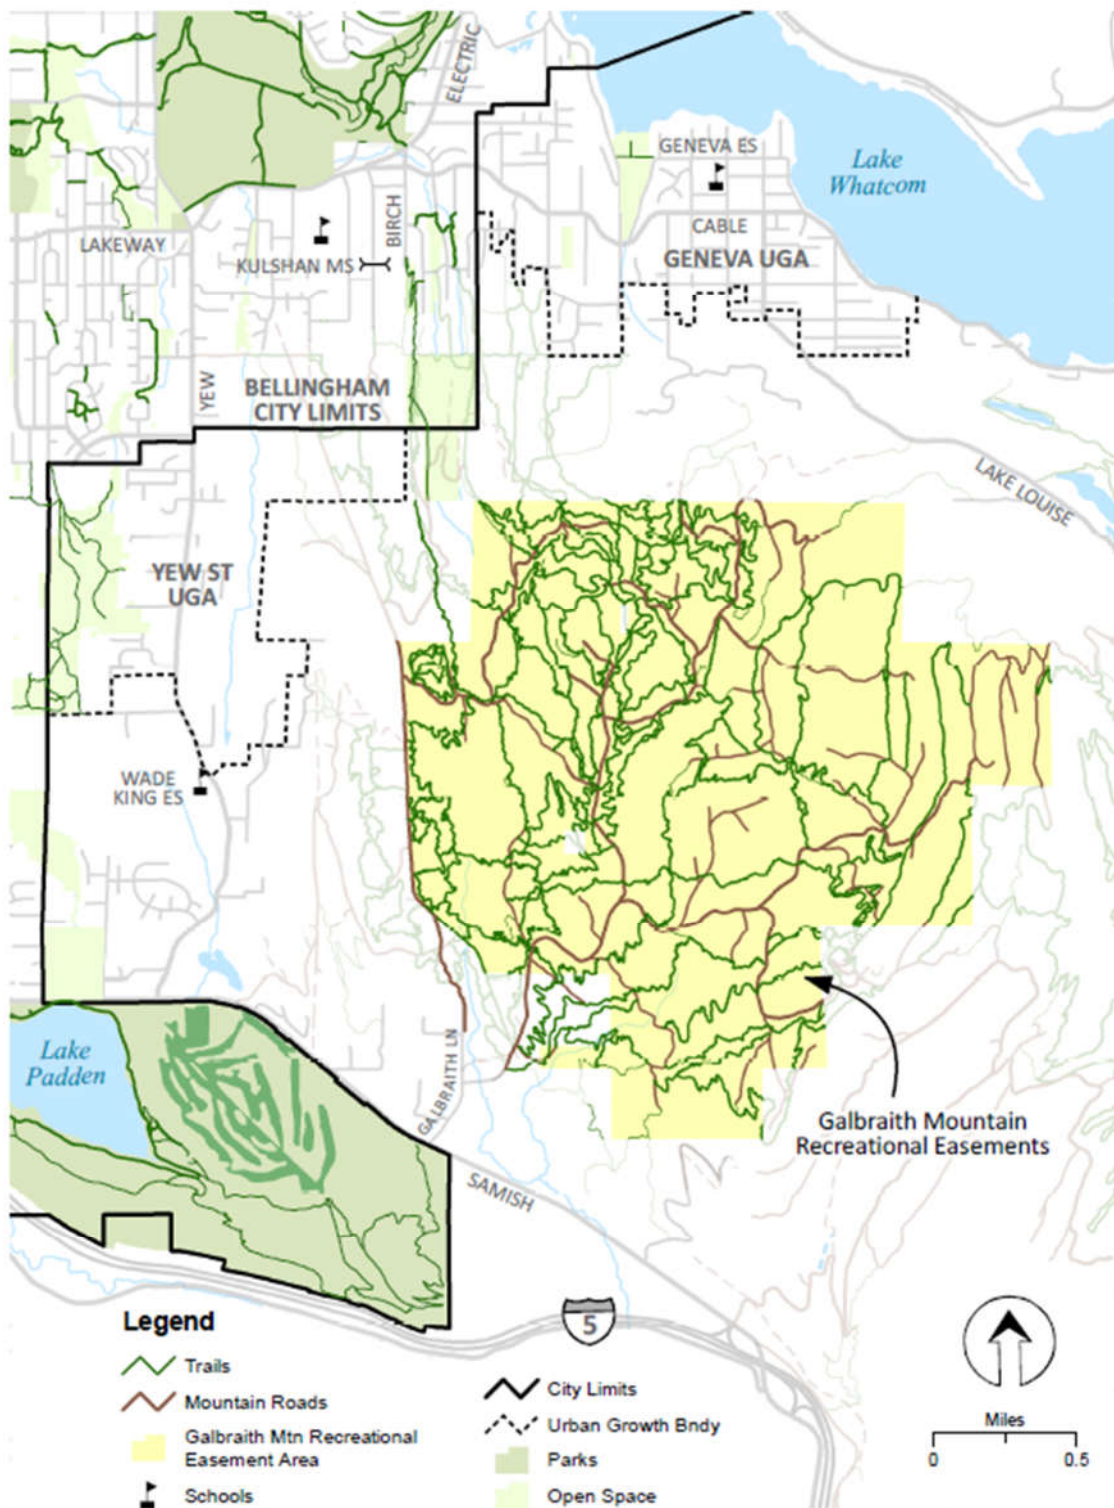 ELECTRIC
GENEVA ES
Lake
Whatcom
BIRCH
CABLE
LAKEWAY
KULSHAN MS
GENEVA UGA
YEW
BELLINGHAM
CITY LIMITS
LAKE LOUISE
YEW ST
UGA
WADE
KING ES
Lake
Padden
GALBRAITH LN
Galbraith Mountain
Recreational Easements
SAMISH
5
Legend
Trails
Mountain Roads
Galbraith Mtn Recreational
Easement Area
Schools
City Limits
Urban Growth Bndy
Parks
Open Space
Miles
0 0.5